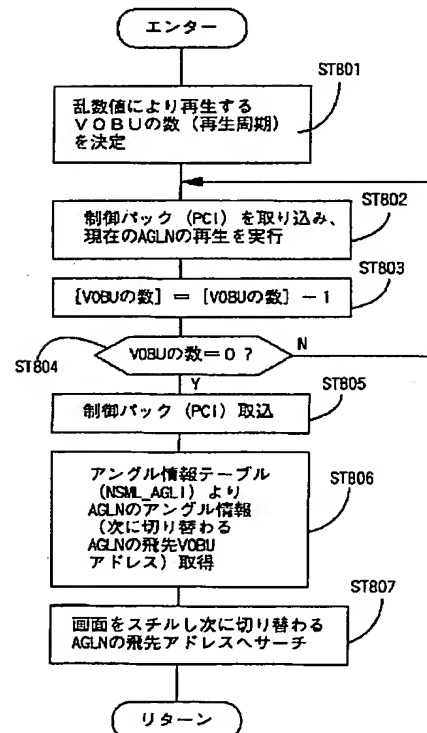 エンター
ST801
乱数値により再生する
VOBUの数(再生周期)
を決定
ST802
制御パック(PCI)を取り込み、
現在のAGLNの再生を実行
ST803
[VOBUの数]=[VOBUの数]-1
ST804
VOBUの数=0?
N
Y
ST805
制御パック(PCI)取込
ST806
アングル情報テーブル
(NSML_AGLI)より
AGLNのアングル情報
(次に切り替わる
AGLNの飛先VOBU
アドレス)取得
ST807
画面をスチルし次に切り替わる
AGLNの飛先アドレスへサーチ
リターン